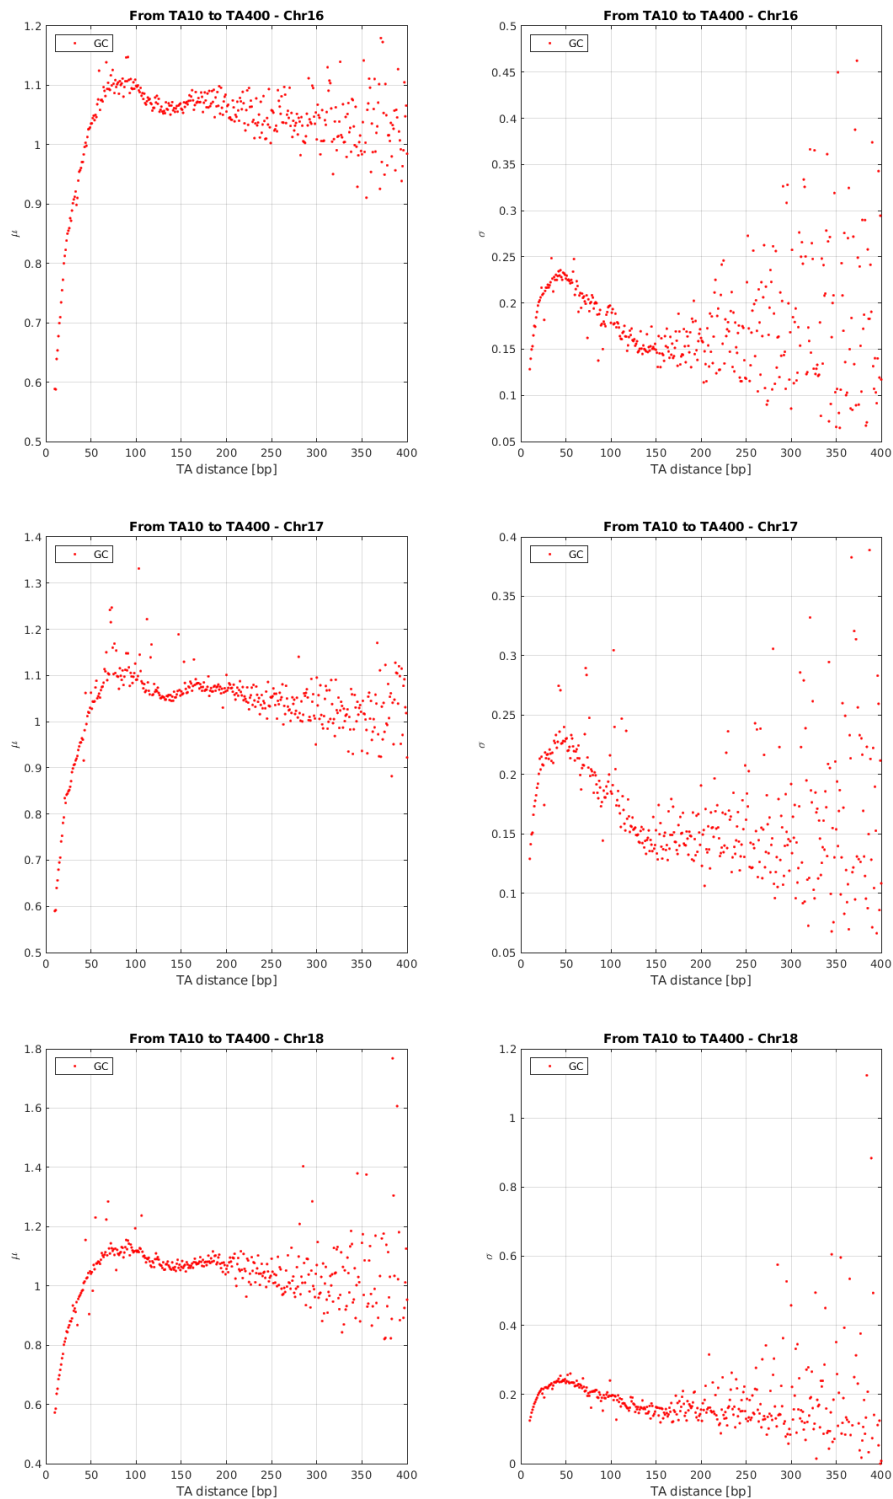 From TA10 to TA400 - Chr16
GC
1.2
1.1
1
0.9
0.8
0.7
0.6
0.5
μ
0 50 100 150 200 250 300 350 400
TA distance [bp]
From TA10 to TA400 - Chr16
GC
0.5
0.45
0.4
0.35
0.3
0.25
0.2
0.15
0.1
0.05
σ
0 50 100 150 200 250 300 350 400
TA distance [bp]
From TA10 to TA400 - Chr17
GC
1.4
1.3
1.2
1.1
1
0.9
0.8
0.7
0.6
0.5
μ
0 50 100 150 200 250 300 350 400
TA distance [bp]
From TA10 to TA400 - Chr17
GC
0.4
0.35
0.3
0.25
0.2
0.15
0.1
0.05
σ
0 50 100 150 200 250 300 350 400
TA distance [bp]
From TA10 to TA400 - Chr18
GC
1.8
1.6
1.4
1.2
1
0.8
0.6
0.4
μ
0 50 100 150 200 250 300 350 400
TA distance [bp]
From TA10 to TA400 - Chr18
GC
1.2
1
0.8
0.6
0.4
0.2
0
σ
0 50 100 150 200 250 300 350 400
TA distance [bp]